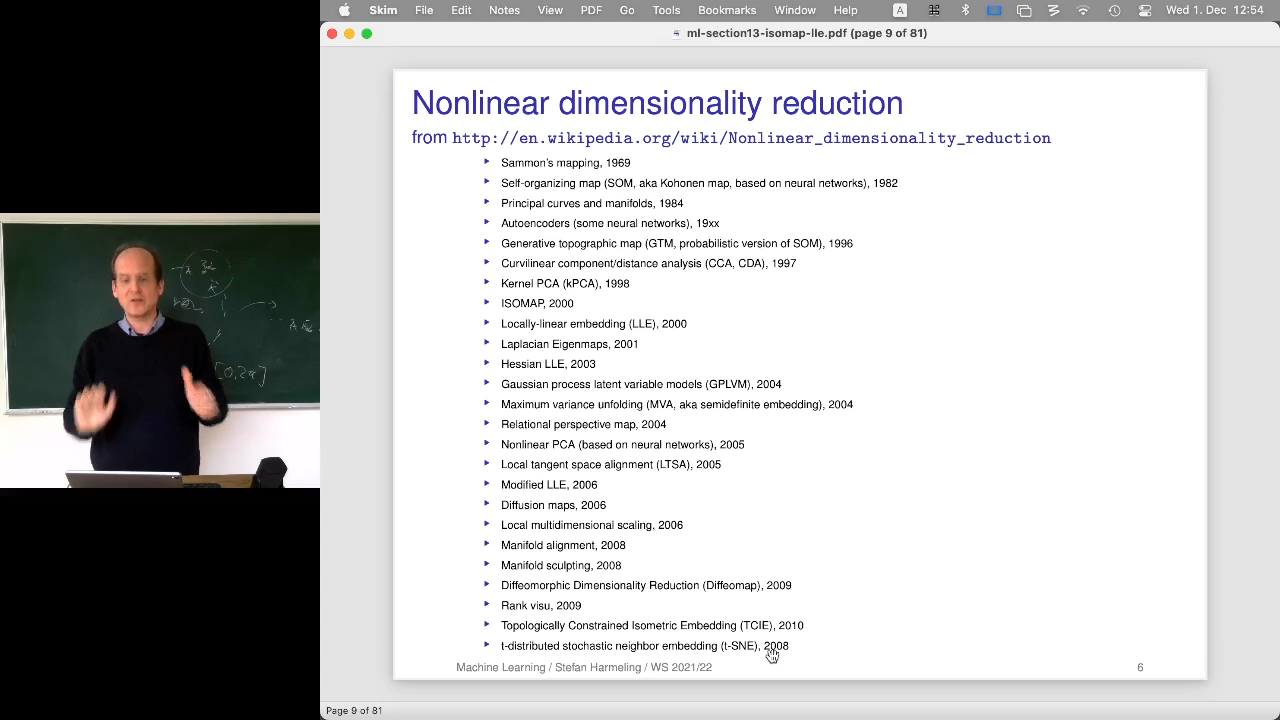 Skim File Edit Notes View PDF Go Tools Bookmarks Window Help A Wed 1. Dec 12:54
ml-section13-isomap-lle.pdf (page 9 of 81)
Nonlinear dimensionality reduction
from http://en.wikipedia.org/wiki/Nonlinear_dimensionality_reduction
Sammon's mapping, 1969
Self-organizing map (SOM, aka Kohonen map, based on neural networks), 1982
Principal curves and manifolds, 1984
Autoencoders (some neural networks), 19xx
Generative topographic map (GTM, probabilistic version of SOM), 1996
Curvilinear component/distance analysis (CCA, CDA), 1997
Kernel PCA (kPCA), 1998
ISOMAP, 2000
Locally-linear embedding (LLE), 2000
Laplacian Eigenmaps, 2001
Hessian LLE, 2003
Gaussian process latent variable models (GPLVM), 2004
Maximum variance unfolding (MVA, aka semidefinite embedding), 2004
Relational perspective map, 2004
Nonlinear PCA (based on neural networks), 2005
Local tangent space alignment (LTSA), 2005
Modified LLE, 2006
Diffusion maps, 2006
Local multidimensional scaling, 2006
Manifold alignment, 2008
Manifold sculpting, 2008
Diffeomorphic Dimensionality Reduction (Diffeomap), 2009
Rank visu, 2009
Topologically Constrained Isometric Embedding (TCIE), 2010
t-distributed stochastic neighbor embedding (t-SNE), 2008
Machine Learning / Stefan Harmeling / WS 2021/22 6
Page 9 of 81
[0,2π]